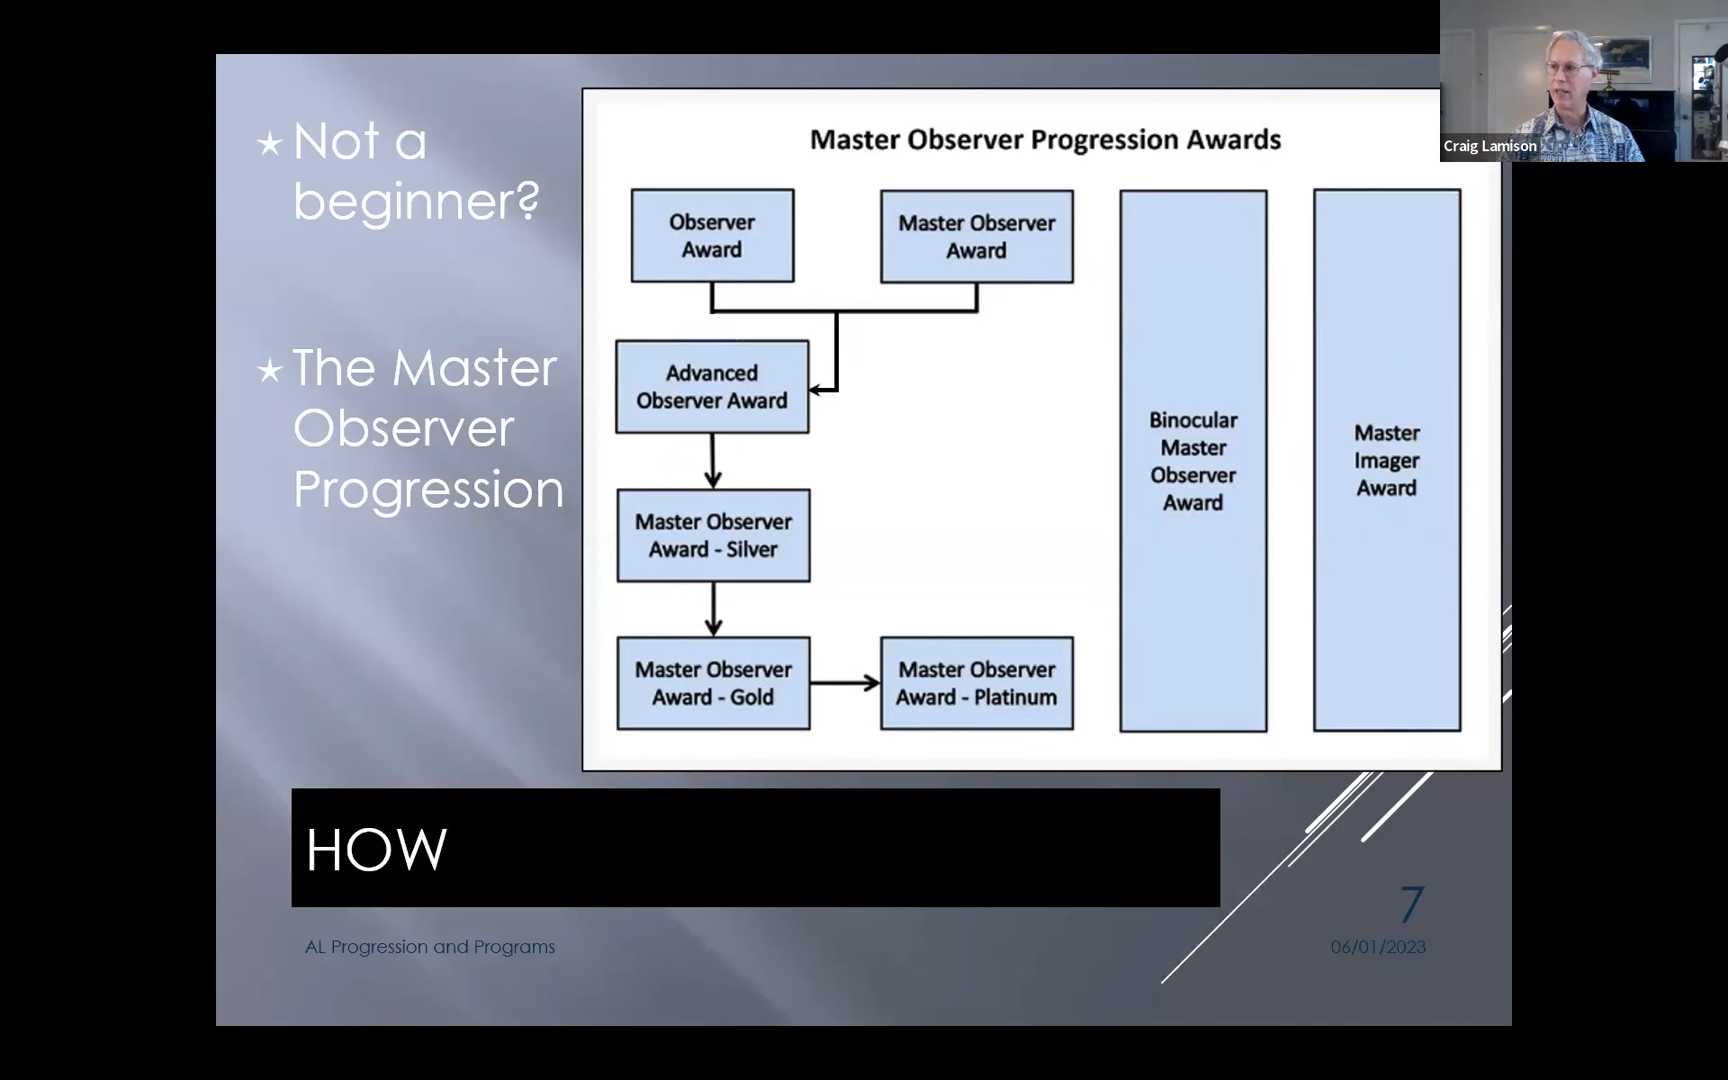 Not a
beginner?
The Master
Observer
Progression
Master Observer Progression Awards
Observer
Award
Master Observer
Award
Advanced
Observer Award
Master Observer
Award - Silver
Master Observer
Award - Gold
Master Observer
Award - Platinum
Binocular
Master
Observer
Award
Master
Imager
Award
Craig Lamison
HOW
7
AL Progression and Programs
06/01/2023